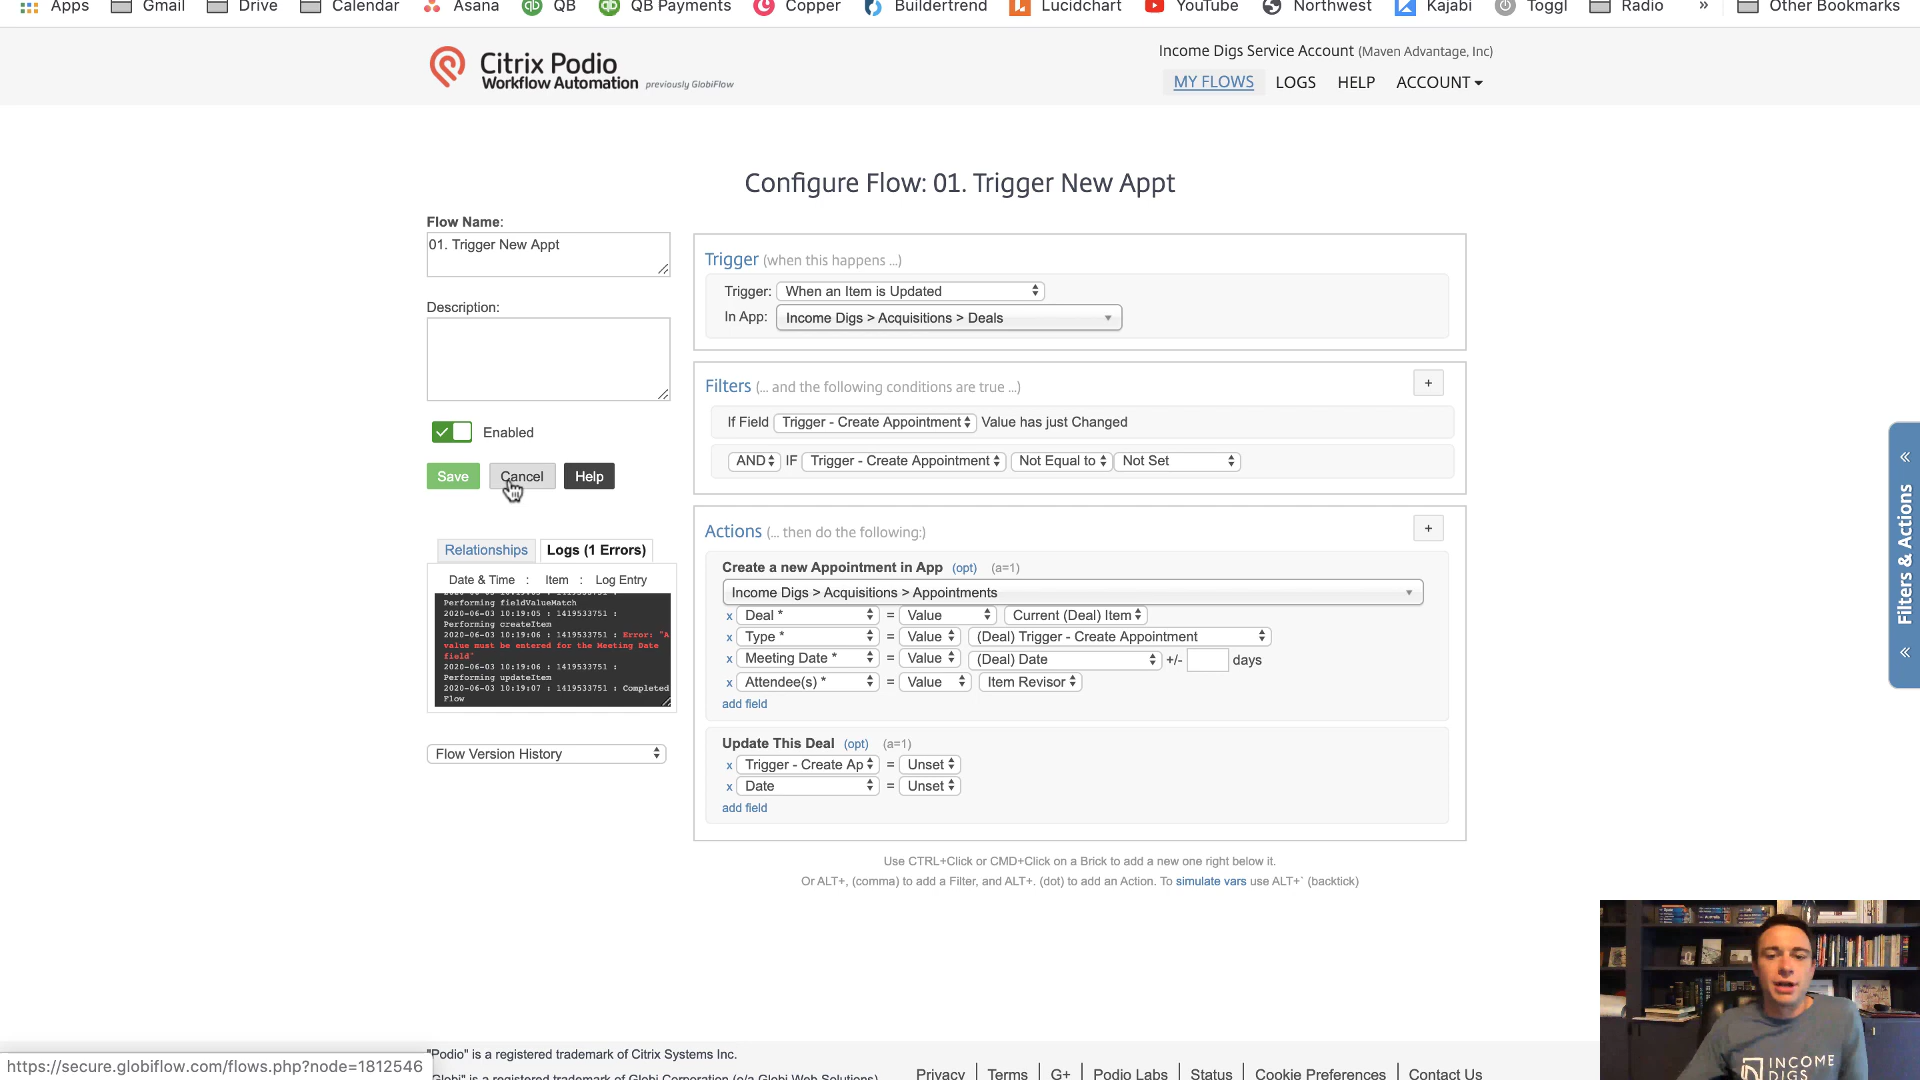 Apps Gmail Drive Calendar Asana QB QB Payments Copper Buildertrend Lucidchart YouTube Northwest Kajabi Toggl Radio » Other Bookmarks
Citrix Podio
Workflow Automation previously GlobiFlow
Income Digs Service Account (Maven Advantage, Inc)
MY FLOWS LOGS HELP ACCOUNT
Configure Flow: 01. Trigger New Appt
Flow Name:
01. Trigger New Appt
Description:
Enabled
Save Cancel Help
Relationships Logs (1 Errors)
Date & Time : Item : Log Entry
Performing fieldValueMatch
2020-06-03 10:19:05 : 1419533751 :
Performing createItem
2020-06-03 10:19:06 : 1419533751 : Error: "A
value must be entered for the Meeting Date
field"
2020-06-03 10:19:06 : 1419533751 :
Performing updateItem
2020-06-03 10:19:07 : 1419533751 : Completed
Flow
Flow Version History
Trigger (when this happens ...)
Trigger: When an Item is Updated
In App: Income Digs > Acquisitions > Deals
Filters (... and the following conditions are true ...)
+
If Field Trigger - Create Appointment Value has just Changed
AND IF Trigger - Create Appointment Not Equal to Not Set
Actions (... then do the following:)
+
Create a new Appointment in App (opt) (a=1)
Income Digs > Acquisitions > Appointments
x Deal * = Value Current (Deal) Item
x Type * = Value (Deal) Trigger - Create Appointment
x Meeting Date * = Value (Deal) Date +/- days
x Attendee(s) * = Value Item Revisor
add field
Update This Deal (opt) (a=1)
x Trigger - Create Ap = Unset
x Date = Unset
add field
Use CTRL+Click or CMD+Click on a Brick to add a new one right below it.
Or ALT+, (comma) to add a Filter, and ALT+. (dot) to add an Action. To simulate vars use ALT+` (backtick)
« Filters & Actions «
INCOME
DIGS
https://secure.globiflow.com/flows.php?node=1812546
"Podio" is a registered trademark of Citrix Systems Inc.
"Globi" is a registered trademark of Globi Corporation (o/a Globi Web Solutions)
Privacy Terms G+ Podio Labs Status Cookie Preferences Contact Us